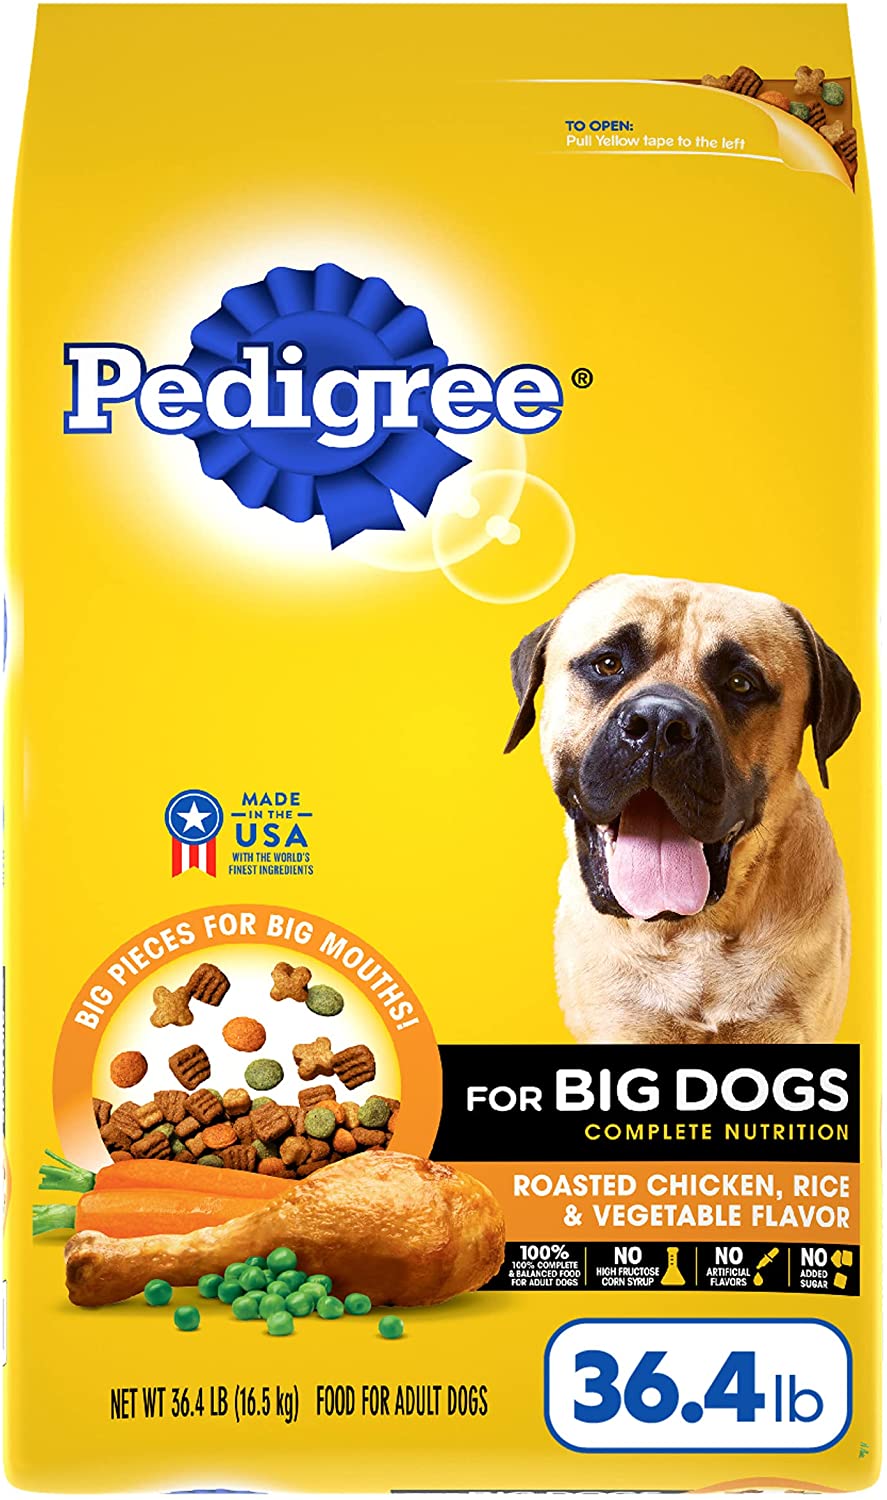 TO OPEN:
Pull Yellow tape to the left
Pedigree®
MADE
IN THE
USA
WITH THE WORLD'S
FINEST INGREDIENTS
BIG PIECES FOR BIG MOUTHS!
FOR BIG DOGS
COMPLETE NUTRITION
ROASTED CHICKEN, RICE
& VEGETABLE FLAVOR
100%
100% COMPLETE
& BALANCED FOOD
FOR ADULT DOGS
NO
HIGH FRUCTOSE
CORN SYRUP
NO
ARTIFICIAL
FLAVORS
NO
ADDED
SUGAR
NET WT 36.4 LB (16.5 kg) FOOD FOR ADULT DOGS
36.4 lb